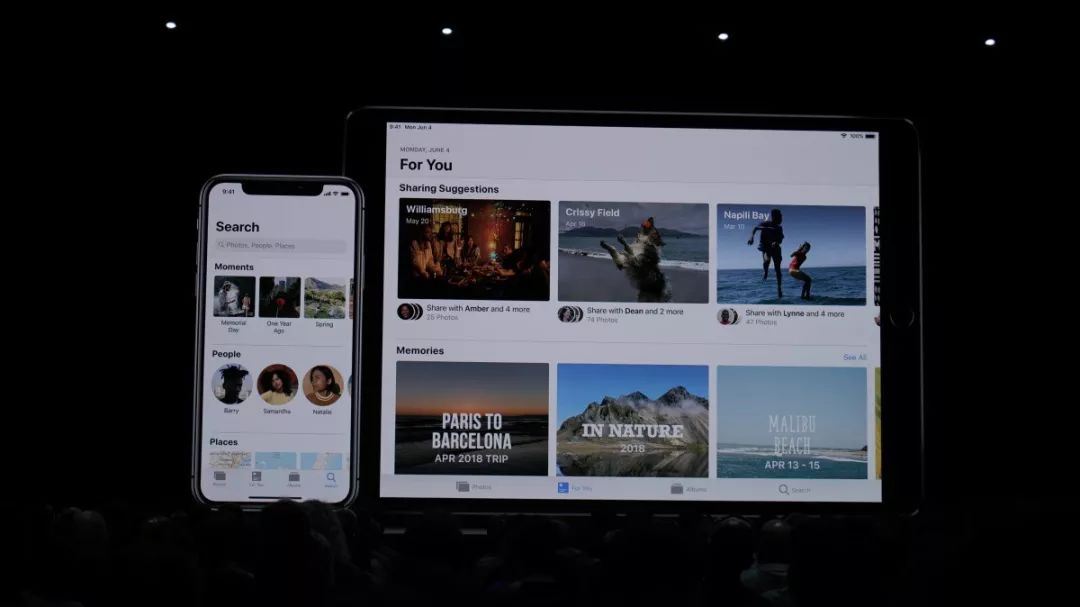 9:41
Search
Photos, People, Places
Moments
Memorial
Day
One Year
Ago
Spring
People
Barry
Samantha
Natalie
Places
Photos
For You
Albums
Search
9:41 Mon Jun 4
100%
MONDAY, JUNE 4
For You
Sharing Suggestions
Williamsburg
May 20
Share with Amber and 4 more
25 Photos
Crissy Field
Apr 18
Share with Dean and 2 more
74 Photos
Napili Bay
Mar 10
Share with Lynne and 4 more
47 Photos
Memories
See All
PARIS TO
BARCELONA
APR 2018 TRIP
IN NATURE
2018
MALIBU
BEACH
APR 13 - 15
Photos
For You
Albums
Search